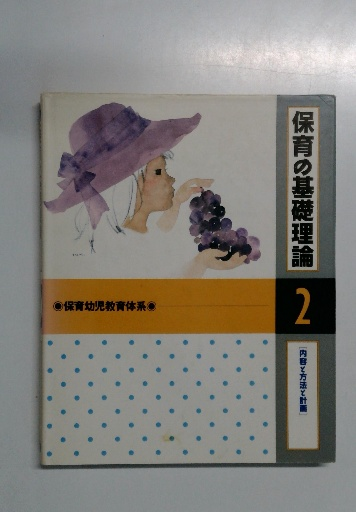 保育の基礎理論
2
[内容と方法と計画]
◉保育幼児教育体系◉